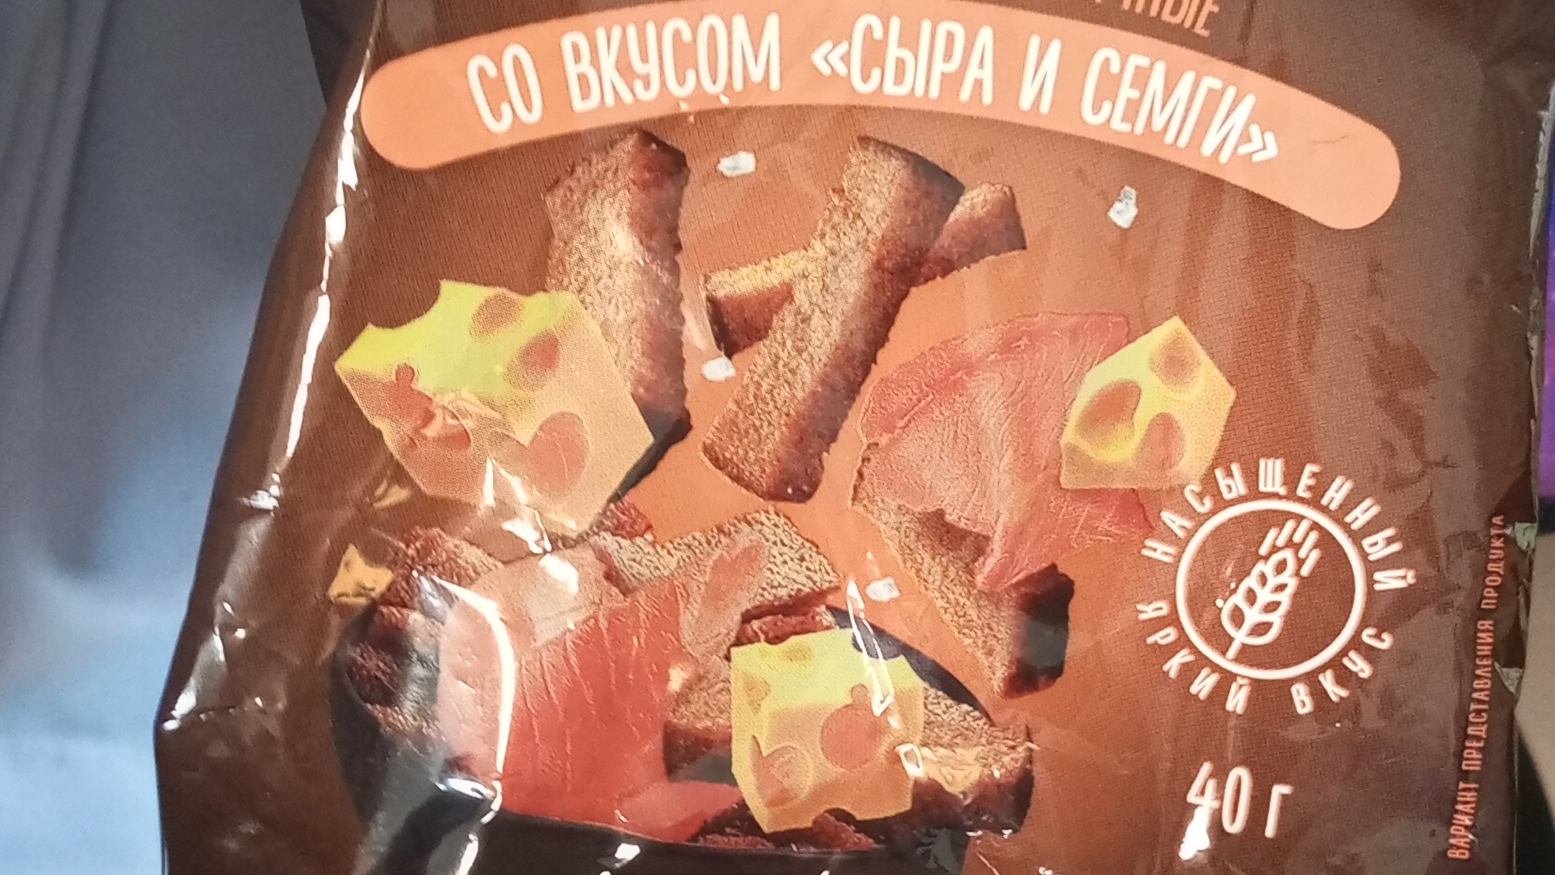 СО ВКУСОМ «СЫРА И СЕМГИ»
НАСЫЩЕННЫЙ
ЯРКИЙ ВКУС
40 Г
ВАРИАНТ ПРЕДСТАВЛЕНИЯ ПРОДУКТА